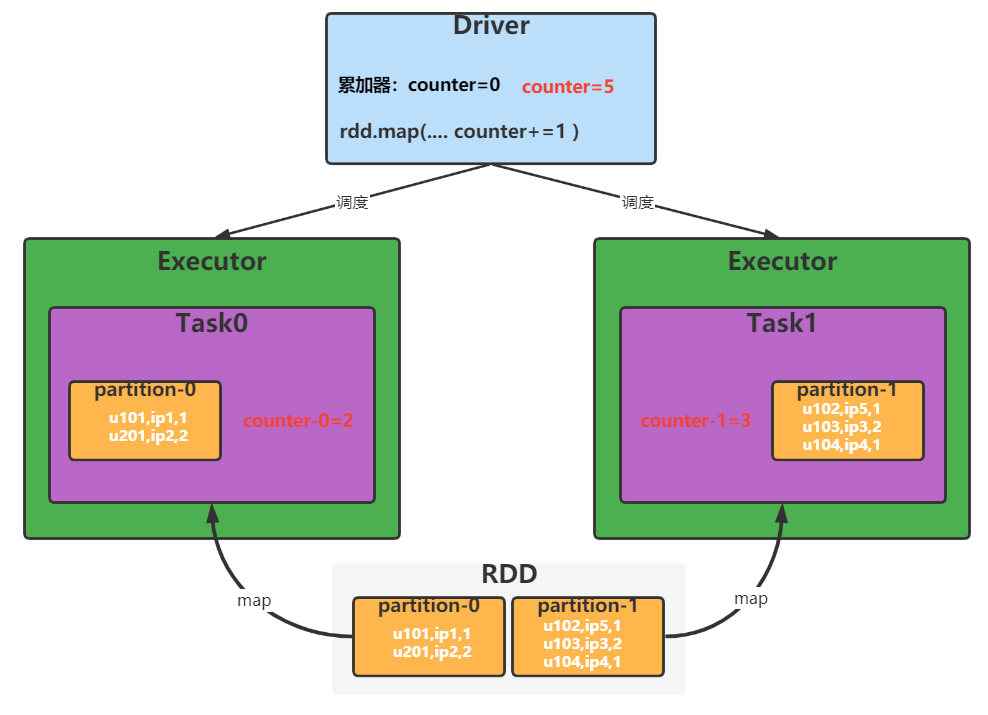 Driver
累加器：counter=0 counter=5
rdd.map(.... counter+=1 )
调度
调度
Executor
Task0
partition-0
u101,ip1,1
u201,ip2,2
counter-0=2
Executor
Task1
counter-1=3
partition-1
u102,ip5,1
u103,ip3,2
u104,ip4,1
map
map
RDD
partition-0
u101,ip1,1
u201,ip2,2
partition-1
u102,ip5,1
u103,ip3,2
u104,ip4,1